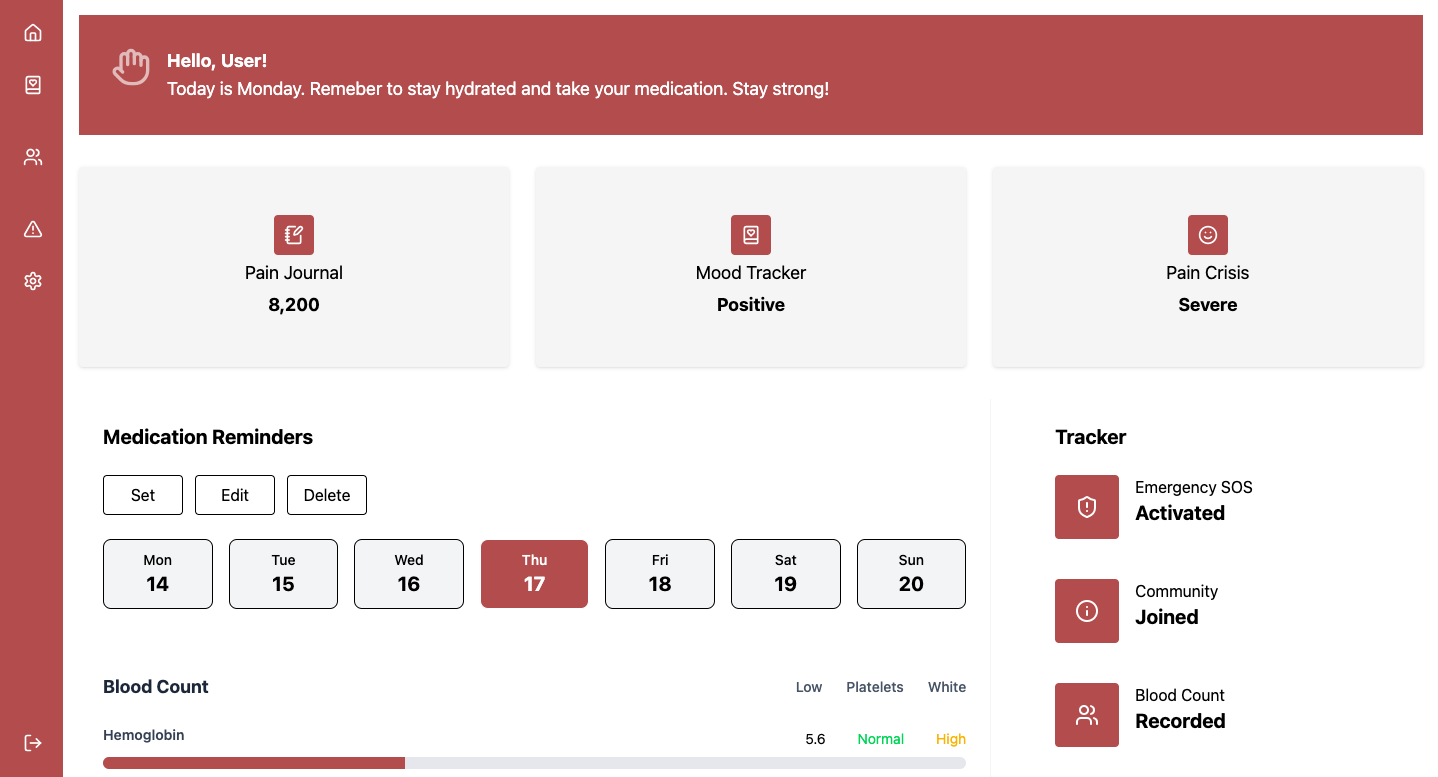 Hello, User!
Today is Monday. Remeber to stay hydrated and take your medication. Stay strong!
Pain Journal
8,200
Mood Tracker
Positive
Pain Crisis
Severe
Medication Reminders
Set Edit Delete
Mon Tue Wed Thu Fri Sat Sun
14 15 16 17 18 19 20
Blood Count Low Platelets White
Hemoglobin 5.6 Normal High
Tracker
Emergency SOS
Activated
Community
Joined
Blood Count
Recorded